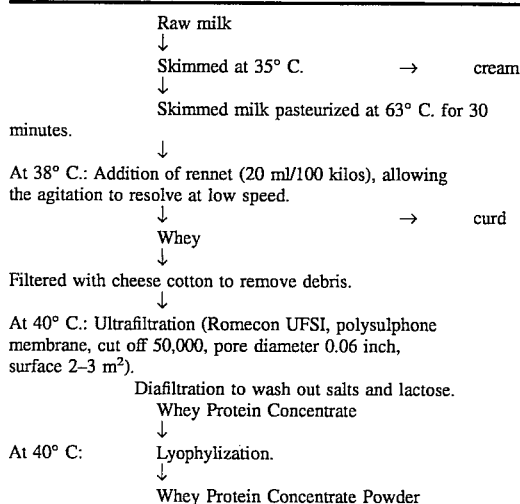 Raw milk
↓
Skimmed at 35° C. → cream
↓
Skimmed milk pasteurized at 63° C. for 30
minutes.
↓
At 38° C.: Addition of rennet (20 ml/100 kilos), allowing
the agitation to resolve at low speed.
↓ → curd
Whey
↓
Filtered with cheese cotton to remove debris.
↓
At 40° C.: Ultrafiltration (Romecon UFSI, polysulphone
membrane, cut off 50,000, pore diameter 0.06 inch,
surface 2–3 m²).
Diafiltration to wash out salts and lactose.
Whey Protein Concentrate
↓
At 40° C: Lyophylization.
↓
Whey Protein Concentrate Powder